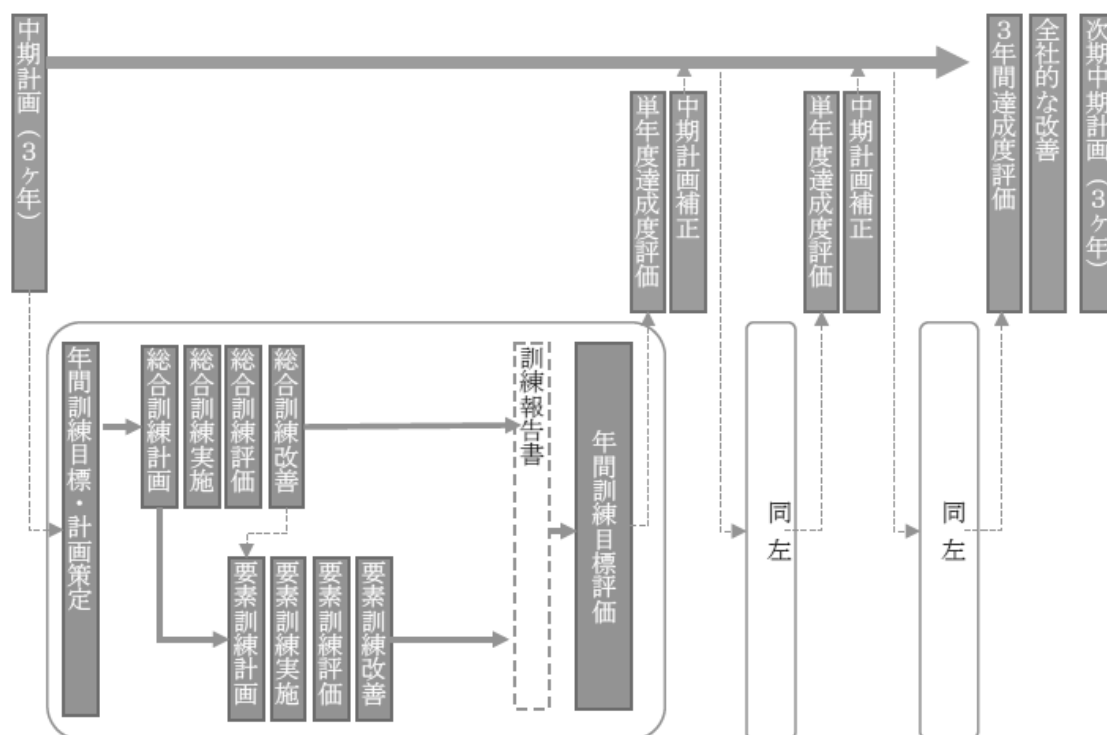 中期計画（３ヶ年）
単年度達成度評価
中期計画補正
単年度達成度評価
中期計画補正
３年間達成度評価
全社的な改善
次期中期計画（３ヶ年）
年間訓練目標・計画策定
総合訓練計画
総合訓練実施
総合訓練評価
総合訓練改善
要素訓練計画
要素訓練実施
要素訓練評価
要素訓練改善
訓練報告書
年間訓練目標評価
同左
同左